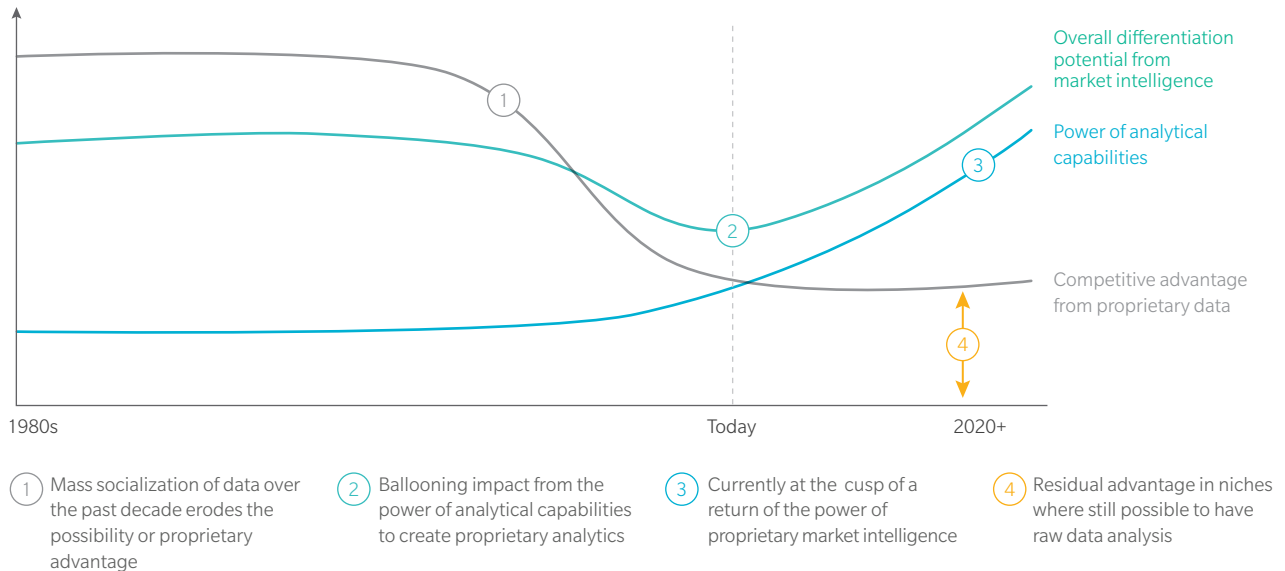 Overall differentiation
potential from
market intelligence
1
Power of analytical
capabilities
3
2
Competitive advantage
from proprietary data
4
1980s
Today
2020+
1 Mass socialization of data over
the past decade erodes the
possibility or proprietary
advantage
2 Ballooning impact from the
power of analytical capabilities
to create proprietary analytics
3 Currently at the cusp of a
return of the power of
proprietary market intelligence
4 Residual advantage in niches
where still possible to have
raw data analysis